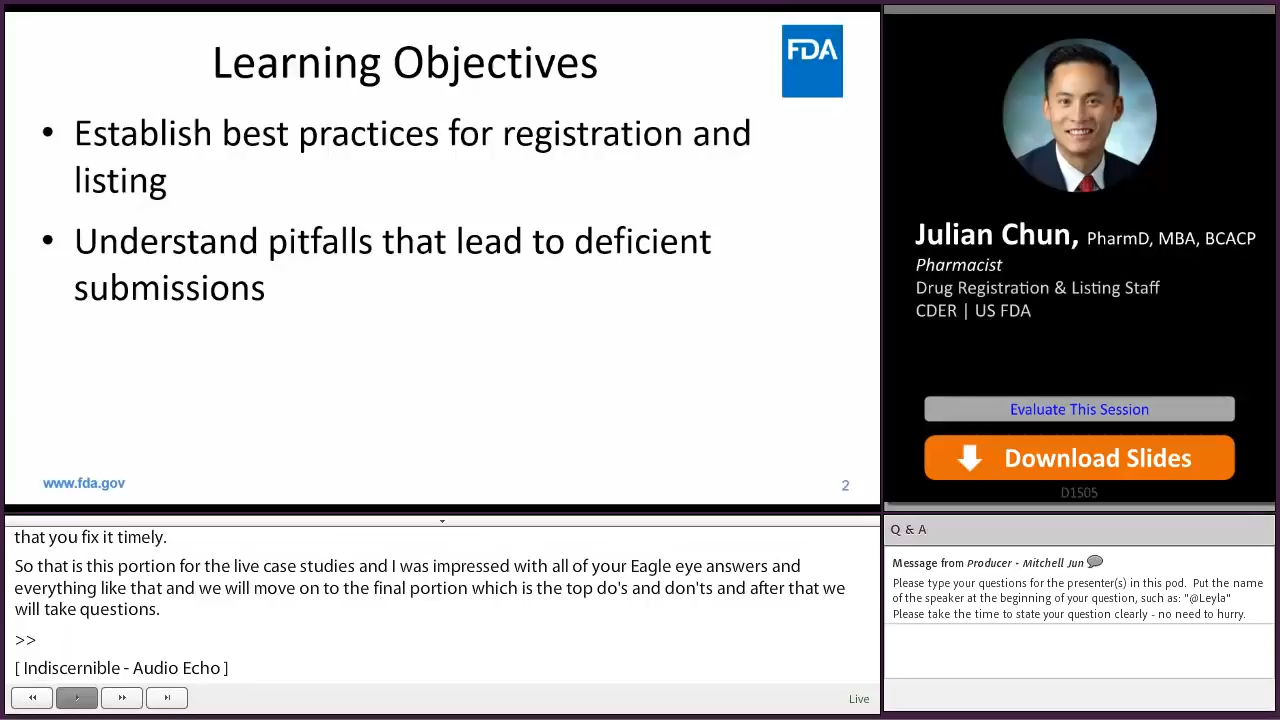 Learning Objectives
FDA
• Establish best practices for registration and
listing
• Understand pitfalls that lead to deficient
submissions
www.fda.gov
2
Julian Chun, PharmD, MBA, BCACP
Pharmacist
Drug Registration & Listing Staff
CDER | US FDA
Evaluate This Session
Download Slides
D1S05
that you fix it timely.
So that is this portion for the live case studies and I was impressed with all of your Eagle eye answers and
everything like that and we will move on to the final portion which is the top do's and don'ts and after that we
will take questions.
>>
[ Indiscernible - Audio Echo ]
Live
Q & A
Message from Producer - Mitchell Jun
Please type your questions for the presenter(s) in this pod. Put the name
of the speaker at the beginning of your question, such as: "@Leyla"
Please take the time to state your question clearly - no need to hurry.